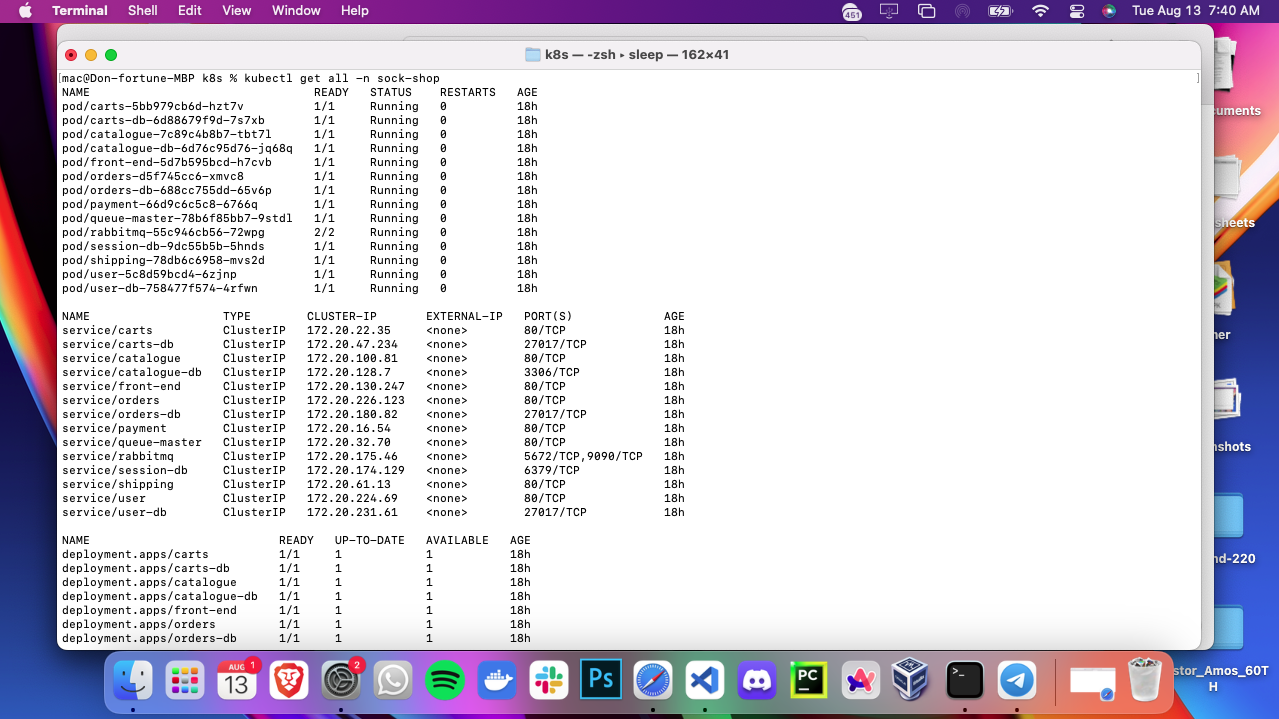 Terminal Shell Edit View Window Help 451 Tue Aug 13 7:40 AM
k8s — -zsh ▸ sleep — 162×41
[mac@Don-fortune-MBP k8s % kubectl get all -n sock-shop ]
NAME READY STATUS RESTARTS AGE
pod/carts-5bb979cb6d-hzt7v 1/1 Running 0 18h
pod/carts-db-6d88679f9d-7s7xb 1/1 Running 0 18h
pod/catalogue-7c89c4b8b7-tbt7l 1/1 Running 0 18h
pod/catalogue-db-6d76c95d76-jq68q 1/1 Running 0 18h
pod/front-end-5d7b595bcd-h7cvb 1/1 Running 0 18h
pod/orders-d5f745cc6-xmvc8 1/1 Running 0 18h
pod/orders-db-688cc755dd-65v6p 1/1 Running 0 18h
pod/payment-66d9c6c5c8-6766q 1/1 Running 0 18h
pod/queue-master-78b6f85bb7-9stdl 1/1 Running 0 18h
pod/rabbitmq-55c946cb56-72wpg 2/2 Running 0 18h
pod/session-db-9dc55b5b-5hnds 1/1 Running 0 18h
pod/shipping-78db6c6958-mvs2d 1/1 Running 0 18h
pod/user-5c8d59bcd4-6zjnp 1/1 Running 0 18h
pod/user-db-758477f574-4rfwn 1/1 Running 0 18h
NAME TYPE CLUSTER-IP EXTERNAL-IP PORT(S) AGE
service/carts ClusterIP 172.20.22.35 <none> 80/TCP 18h
service/carts-db ClusterIP 172.20.47.234 <none> 27017/TCP 18h
service/catalogue ClusterIP 172.20.100.81 <none> 80/TCP 18h
service/catalogue-db ClusterIP 172.20.128.7 <none> 3306/TCP 18h
service/front-end ClusterIP 172.20.130.247 <none> 80/TCP 18h
service/orders ClusterIP 172.20.226.123 <none> 80/TCP 18h
service/orders-db ClusterIP 172.20.180.82 <none> 27017/TCP 18h
service/payment ClusterIP 172.20.16.54 <none> 80/TCP 18h
service/queue-master ClusterIP 172.20.32.70 <none> 80/TCP 18h
service/rabbitmq ClusterIP 172.20.175.46 <none> 5672/TCP,9090/TCP 18h
service/session-db ClusterIP 172.20.174.129 <none> 6379/TCP 18h
service/shipping ClusterIP 172.20.61.13 <none> 80/TCP 18h
service/user ClusterIP 172.20.224.69 <none> 80/TCP 18h
service/user-db ClusterIP 172.20.231.61 <none> 27017/TCP 18h
NAME READY UP-TO-DATE AVAILABLE AGE
deployment.apps/carts 1/1 1 1 18h
deployment.apps/carts-db 1/1 1 1 18h
deployment.apps/catalogue 1/1 1 1 18h
deployment.apps/catalogue-db 1/1 1 1 18h
deployment.apps/front-end 1/1 1 1 18h
deployment.apps/orders 1/1 1 1 18h
deployment.apps/orders-db 1/1 1 1 18h
cuments
sheets
her
nshots
nd-220
stor_Amos_60T
H
AUG 1
13
2
Ps
PC
>_